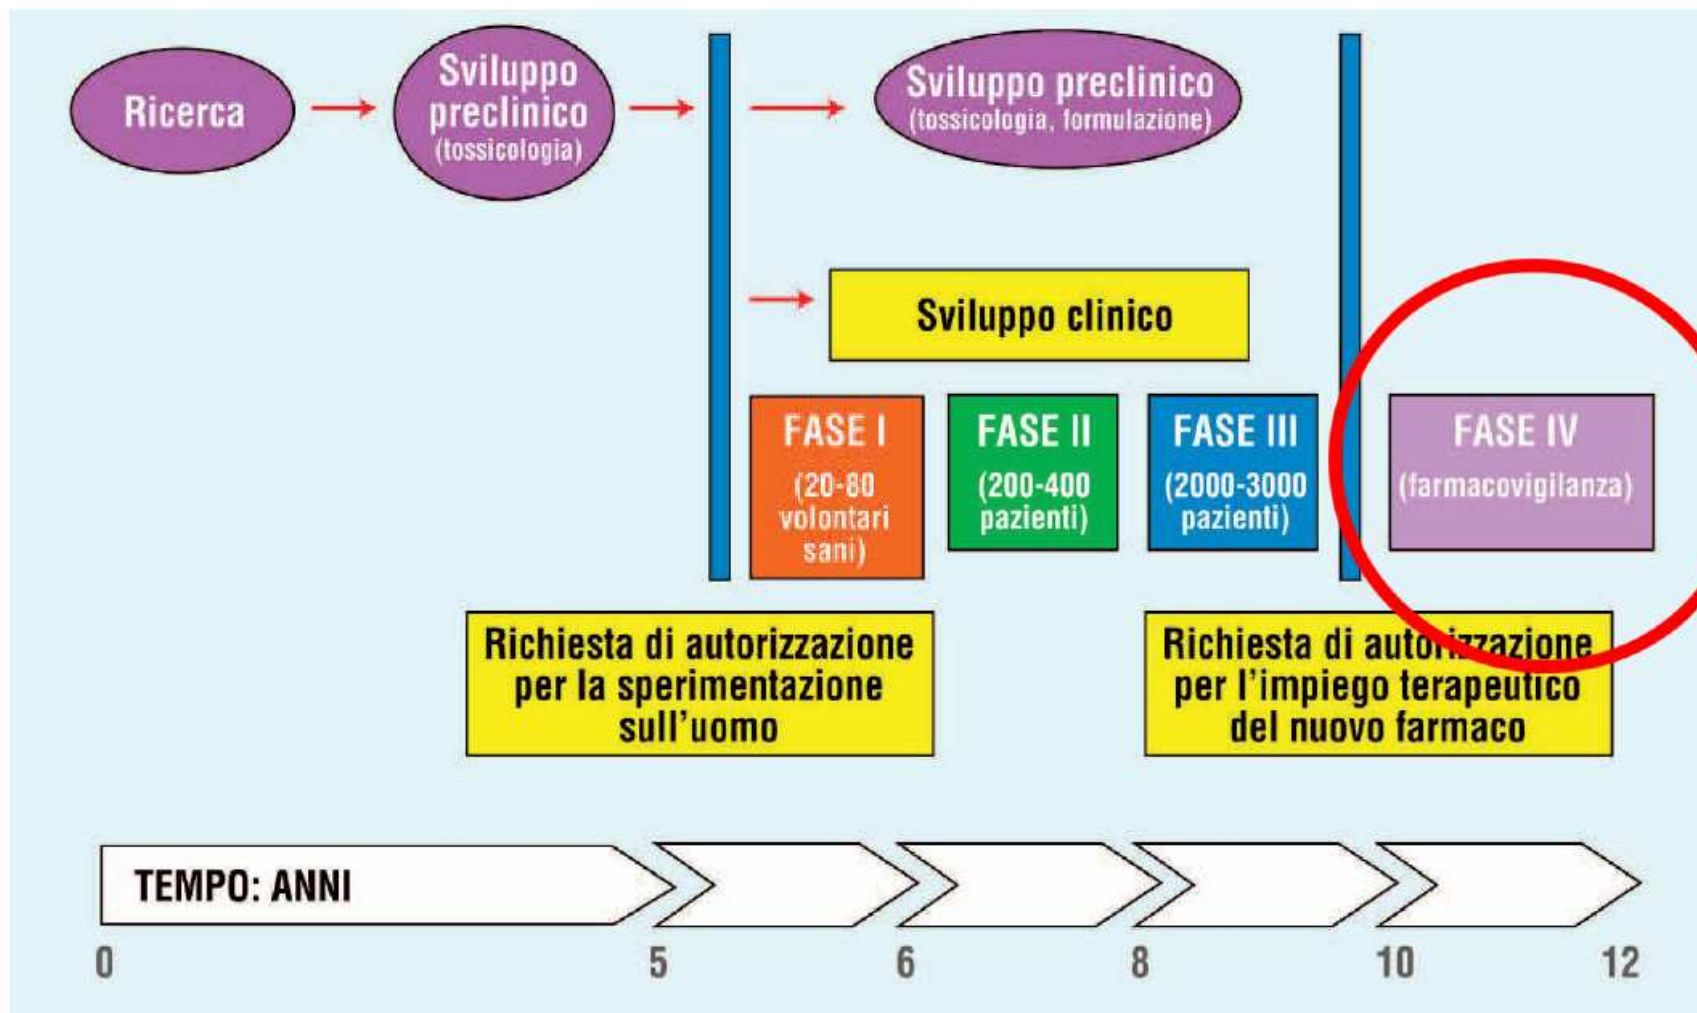 Ricerca
Sviluppo
preclinico
(tossicologia)
Sviluppo preclinico
(tossicologia, formulazione)
Sviluppo clinico
FASE I
(20-80
volontari
sani)
FASE II
(200-400
pazienti)
FASE III
(2000-3000
pazienti)
FASE IV
(farmacovigilanza)
Richiesta di autorizzazione
per la sperimentazione
sull'uomo
Richiesta di autorizzazione
per l'impiego terapeutico
del nuovo farmaco
TEMPO: ANNI
0 5 6 8 10 12